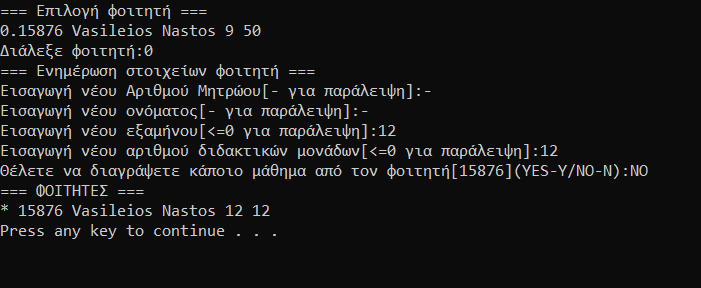 === Επιλογή φοιτητή ===
0.15876 Vasileios Nastos 9 50
Διάλεξε φοιτητή:0
=== Ενημέρωση στοιχείων φοιτητή ===
Εισαγωγή νέου Αριθμού Μητρώου[- για παράλειψη]:-
Εισαγωγή νέου ονόματος[- για παράλειψη]:-
Εισαγωγή νέου εξαμήνου[<=0 για παράλειψη]:12
Εισαγωγή νέου αριθμού διδακτικών μονάδων[<=0 για παράλειψη]:12
Θέλετε να διαγράψετε κάποιο μάθημα από τον φοιτητή[15876](YES-Y/NO-N):NO
=== ΦΟΙΤΗΤΕΣ ===
* 15876 Vasileios Nastos 12 12
Press any key to continue . . .